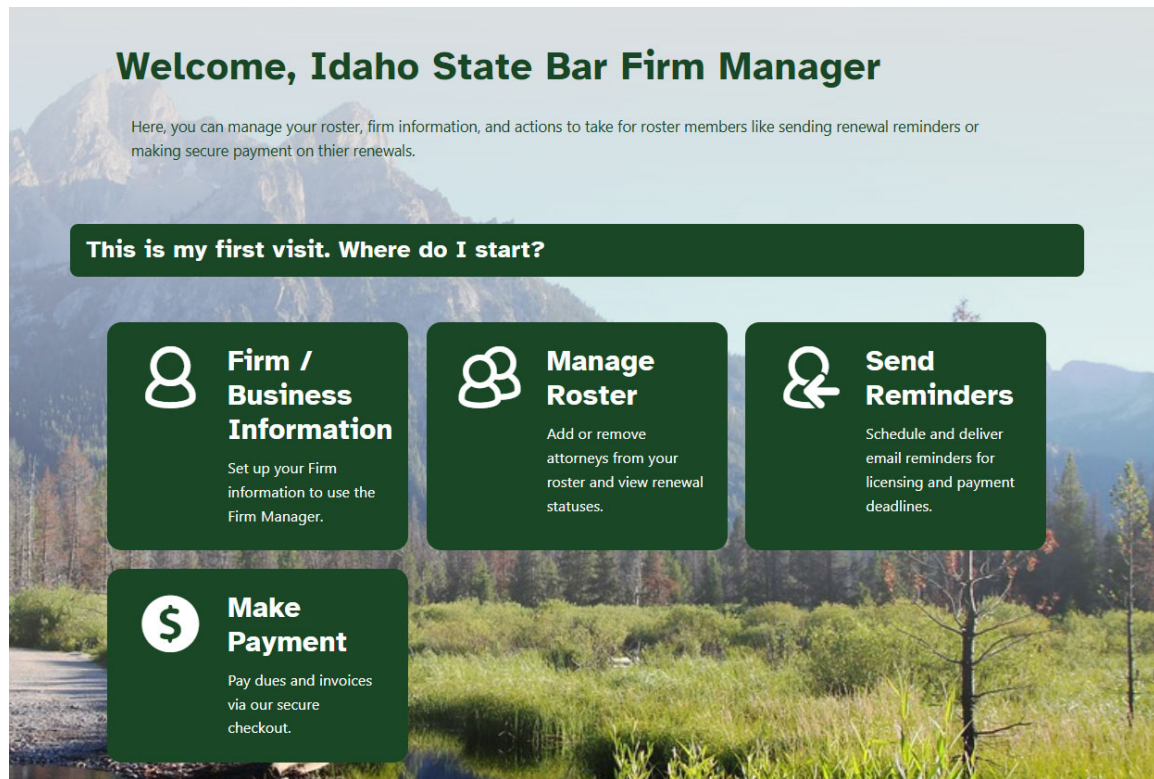 Welcome, Idaho State Bar Firm Manager
Here, you can manage your roster, firm information, and actions to take for roster members like sending renewal reminders or
making secure payment on thier renewals.
This is my first visit. Where do I start?
Firm /
Business
Information
Set up your Firm
information to use the
Firm Manager.
Manage
Roster
Add or remove
attorneys from your
roster and view renewal
statuses.
Send
Reminders
Schedule and deliver
email reminders for
licensing and payment
deadlines.
$
Make
Payment
Pay dues and invoices
via our secure
checkout.